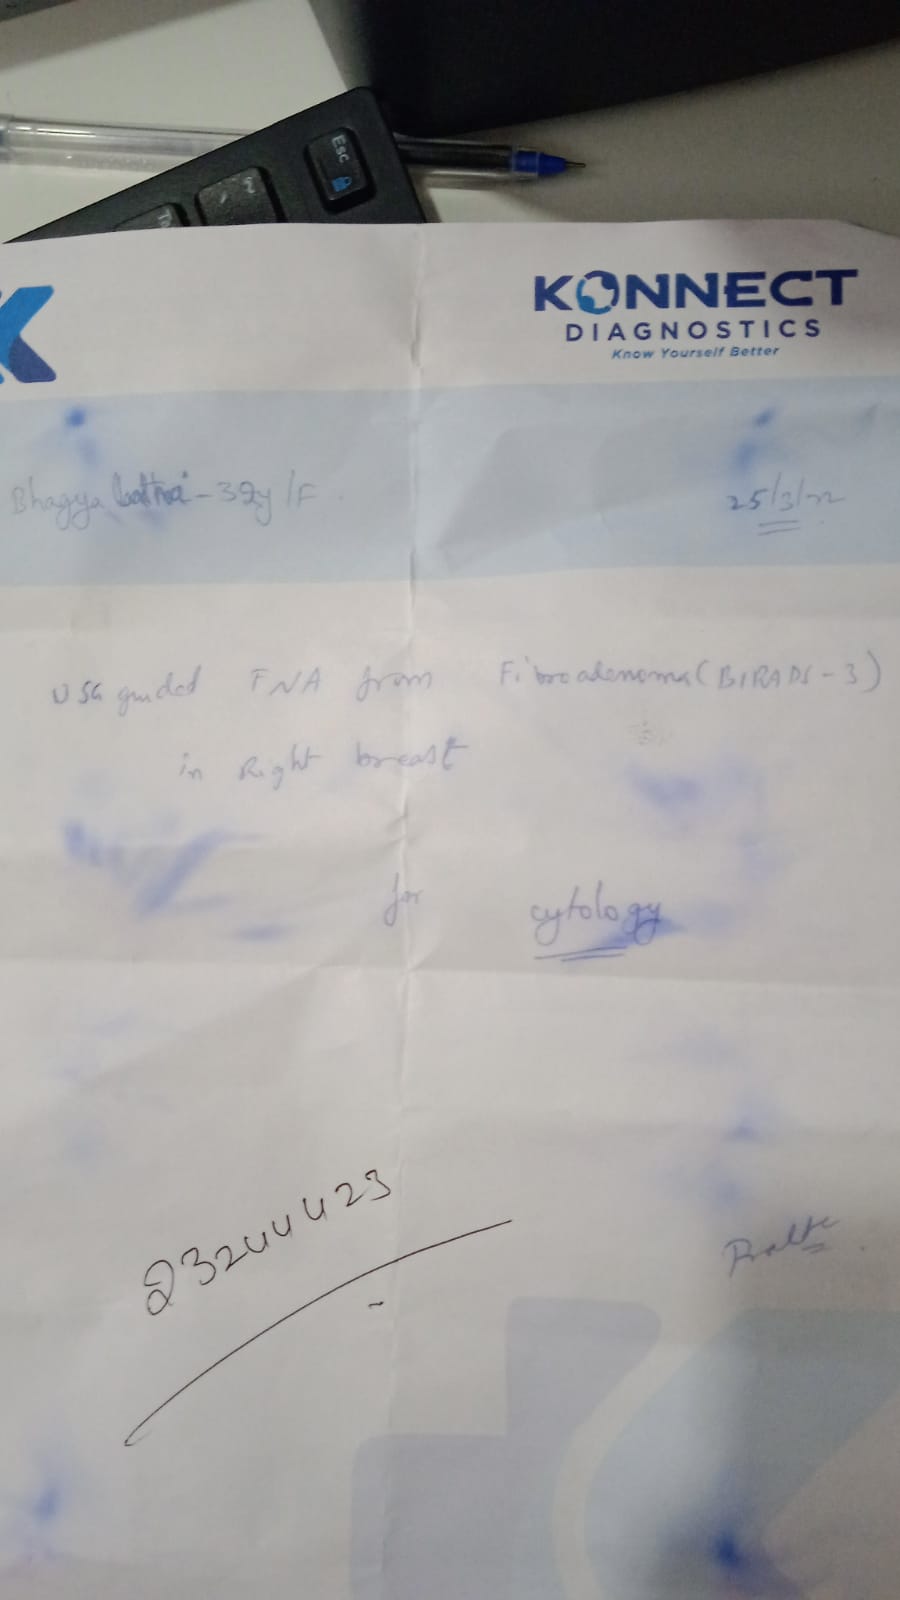 Esc
KONNECT
DIAGNOSTICS
Know Yourself Better
Bhagya - 32y/F.
25/3/22
USG guided FNA from Fibroadenoma (BIRADS-3)
in Right breast
for cytology
23244423